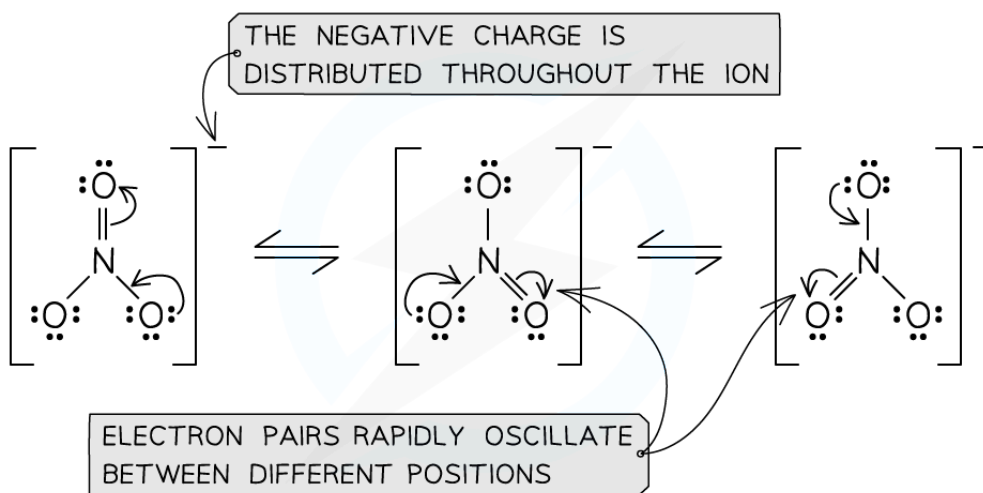 THE NEGATIVE CHARGE IS
DISTRIBUTED THROUGHOUT THE ION
− − −
O O O
N N N
O O O O O O
ELECTRON PAIRS RAPIDLY OSCILLATE
BETWEEN DIFFERENT POSITIONS